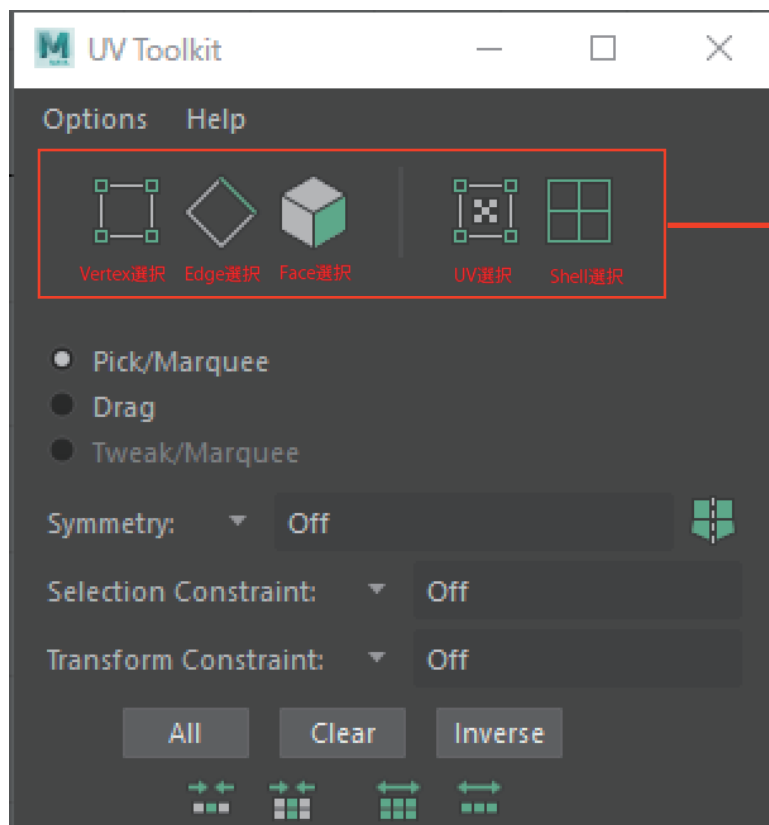 UV Toolkit
Options Help
Vertex選択 Edge選択 Face選択 UV選択 Shell選択
Pick/Marquee
Drag
Tweak/Marquee
Symmetry: Off
Selection Constraint: Off
Transform Constraint: Off
All Clear Inverse